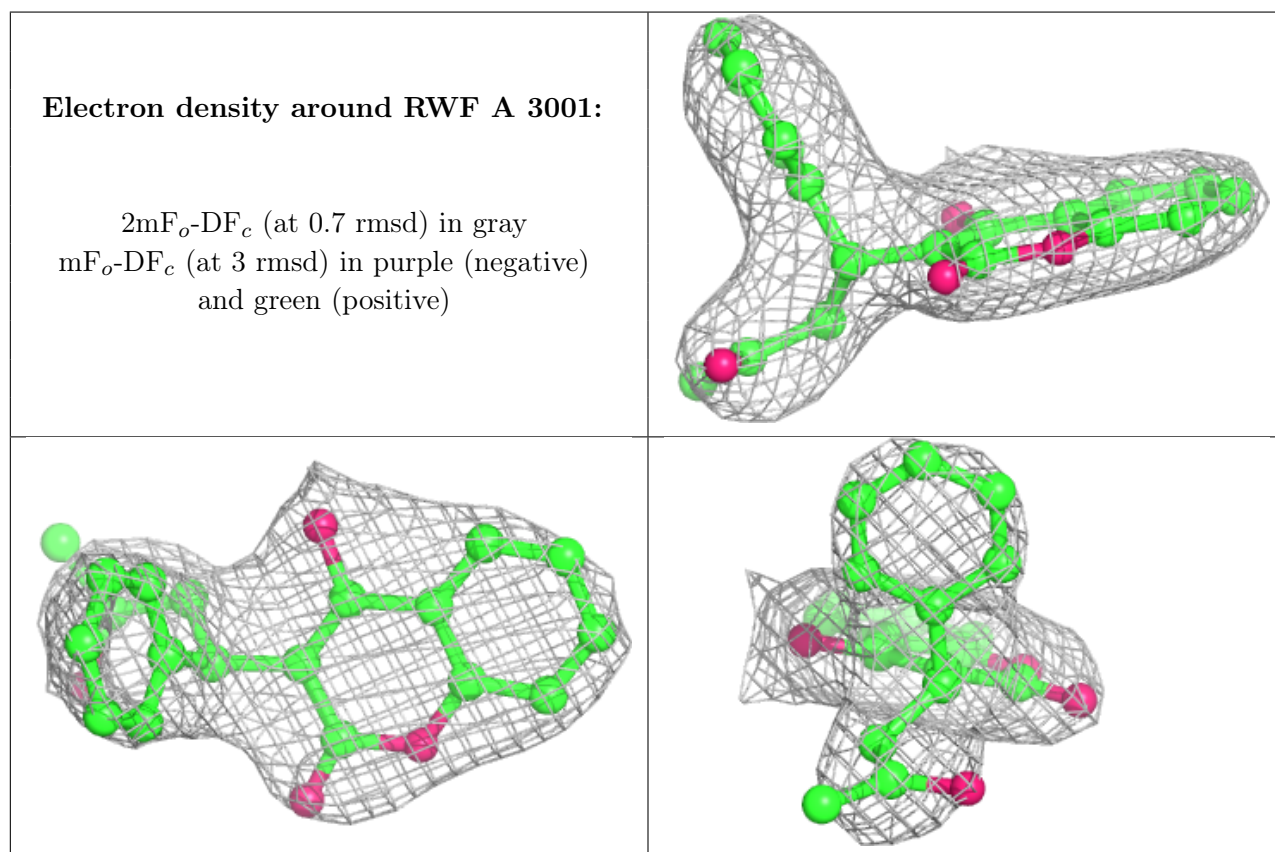 Electron density around RWF A 3001:
2mFo-DFc (at 0.7 rmsd) in gray
mFo-DFc (at 3 rmsd) in purple (negative)
and green (positive)